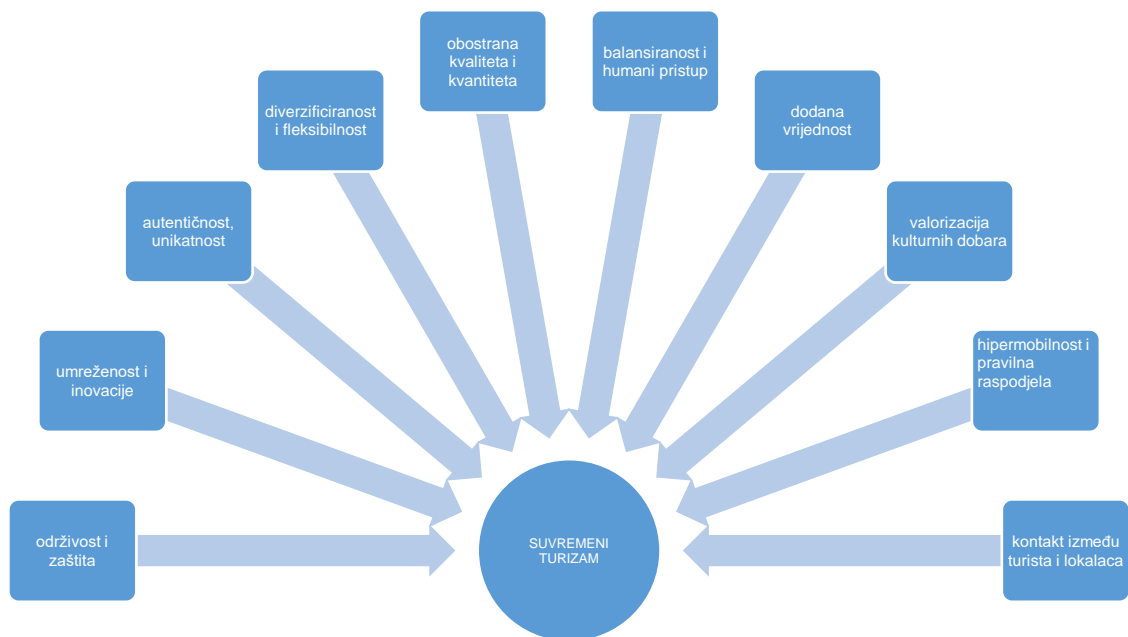 obostrana
kvaliteta i
kvantiteta
balansiranost i
humani pristup
diverzificiranost
i fleksibilnost
dodana
vrijednost
autentičnost,
unikatnost
valorizacija
kulturnih dobara
umreženost i
inovacije
hipermobilnost i
pravilna
raspodjela
održivost i
zaštita
SUVREMENI
TURIZAM
kontakt između
turista i lokalaca